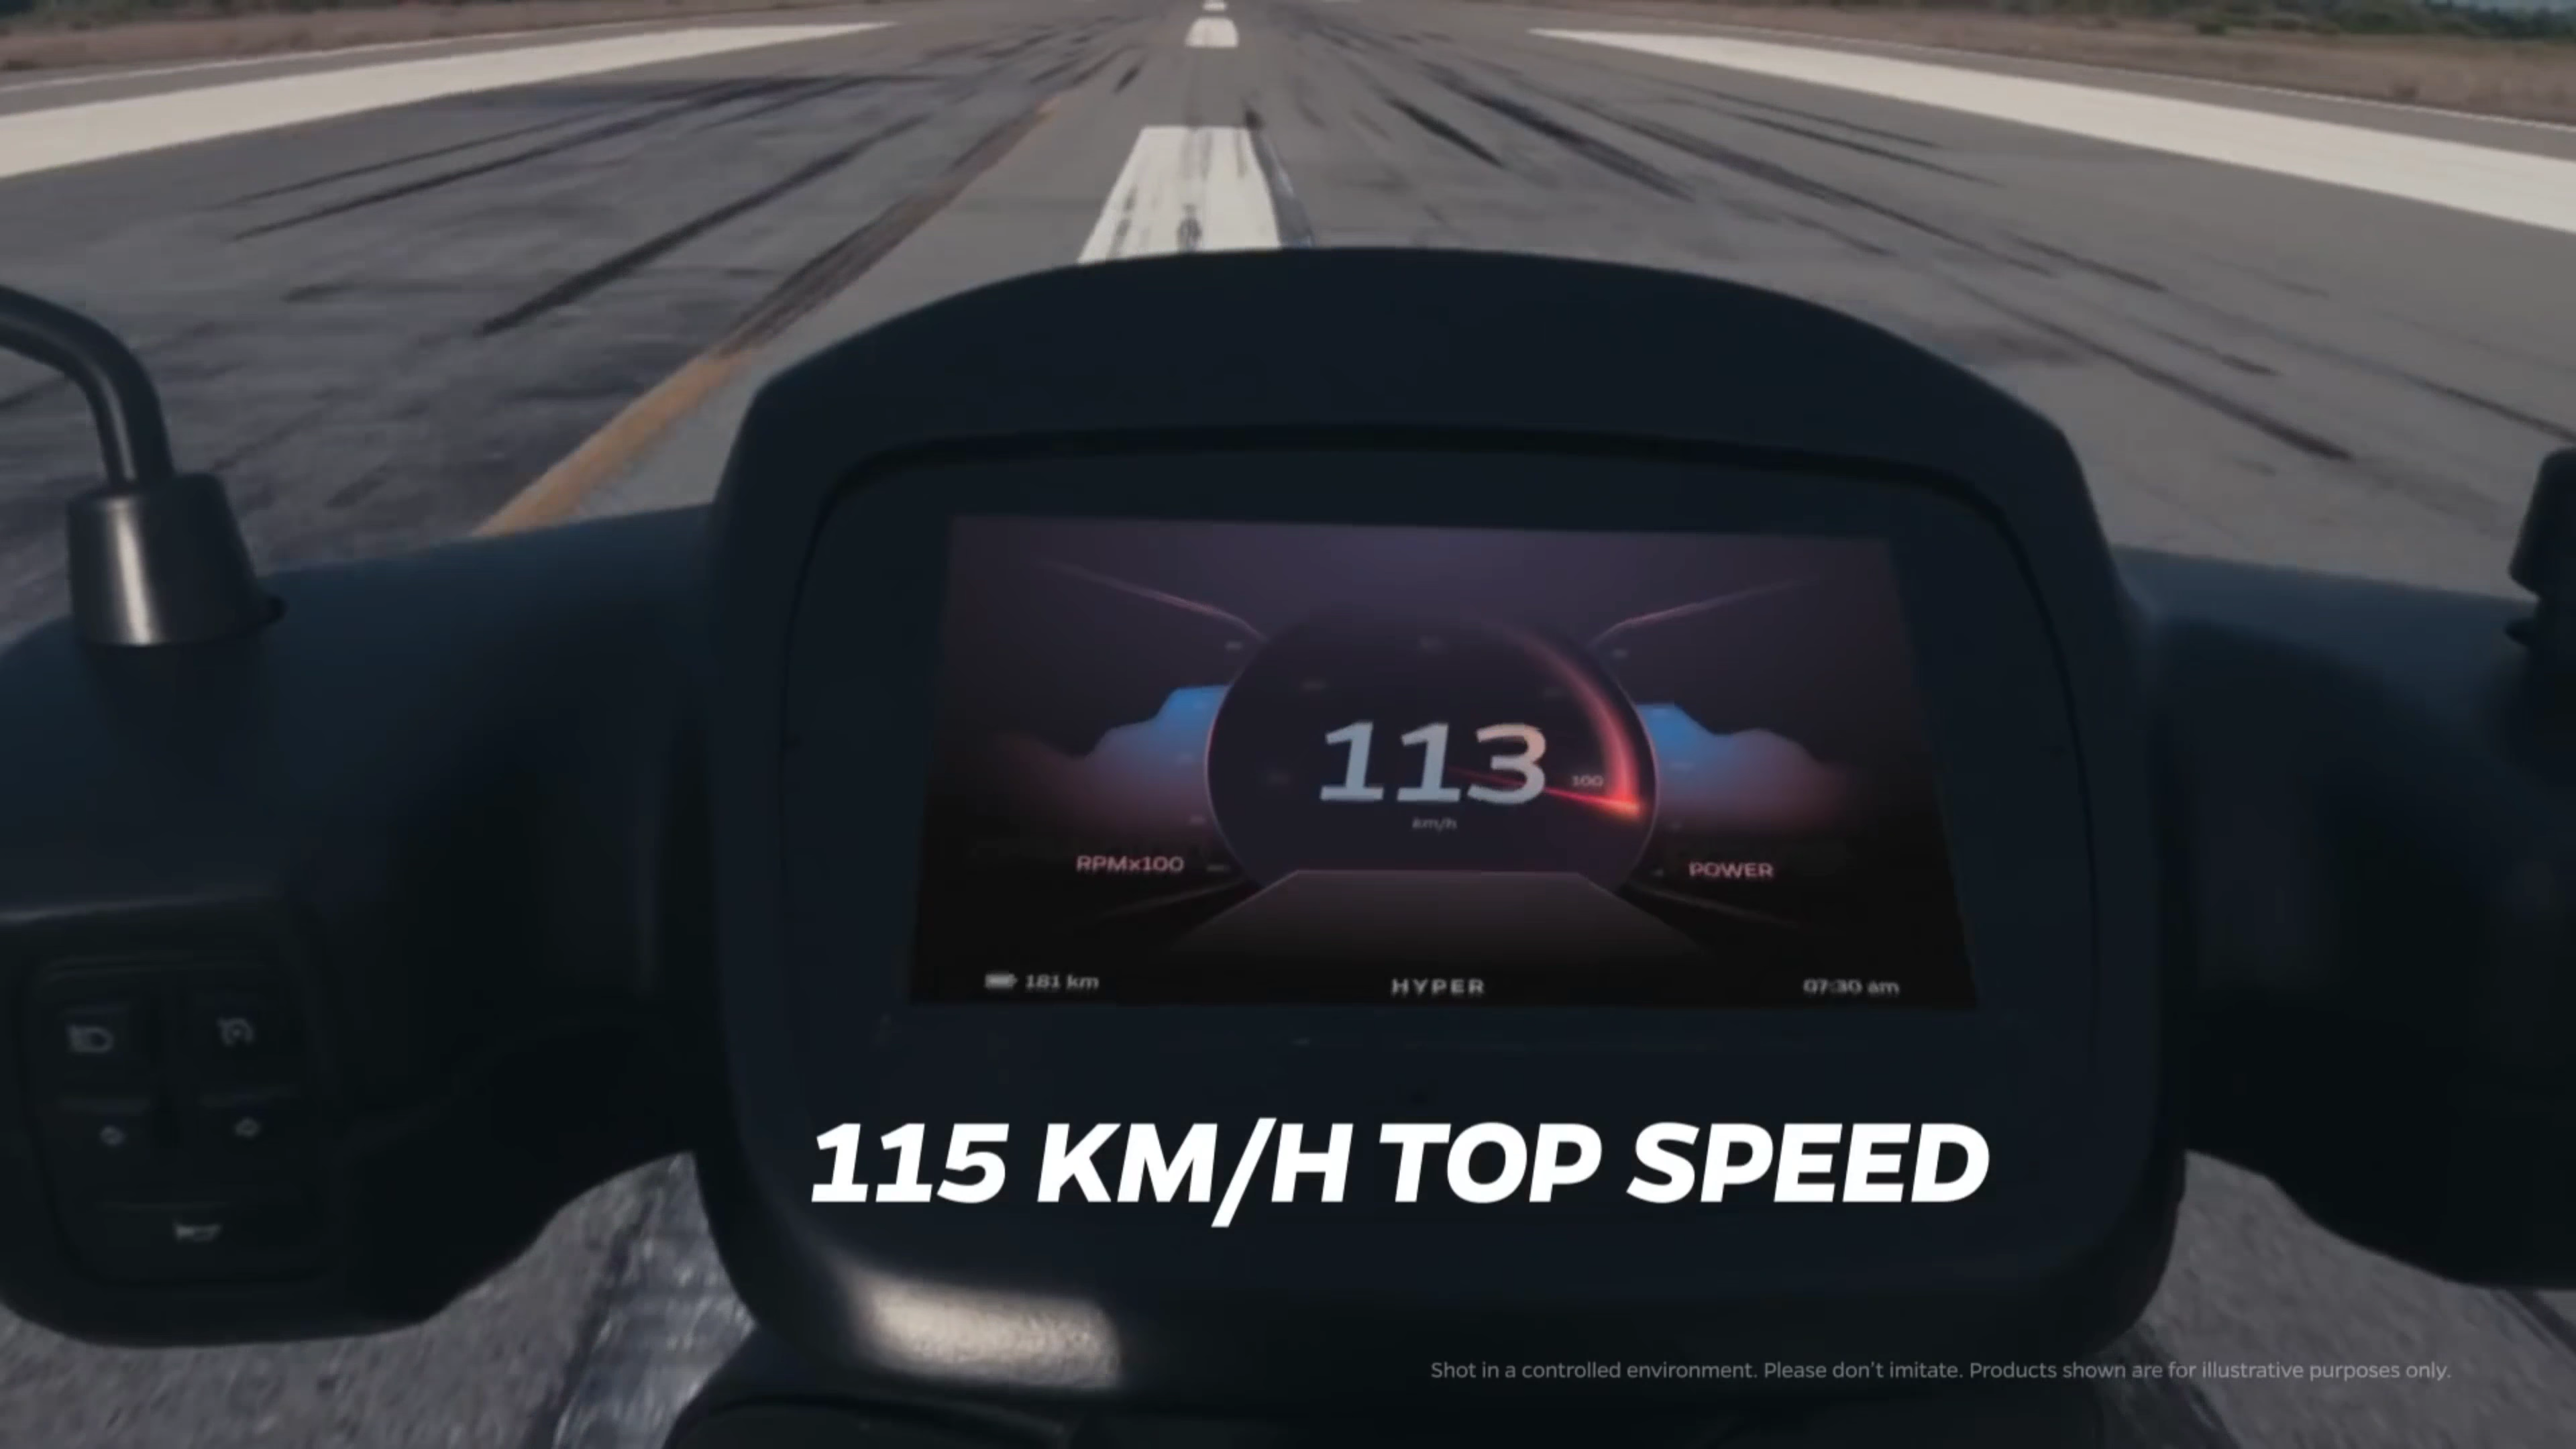 113
100
km/h
RPMx100
POWER
181 km
HYPER
07:30 am
115 KM/H TOP SPEED
Shot in a controlled environment. Please don't imitate. Products shown are for illustrative purposes only.